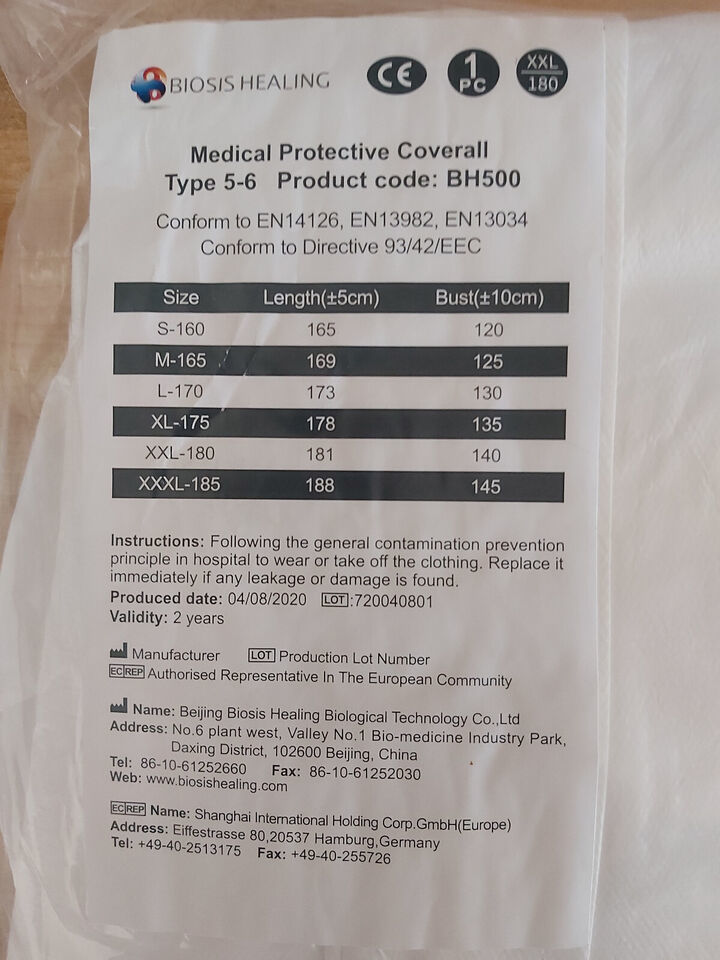 BIOSIS HEALING
CE
1
PC
XXL
180
Medical Protective Coverall
Type 5-6 Product code: BH500
Conform to EN14126, EN13982, EN13034
Conform to Directive 93/42/EEC
Size Length(±5cm) Bust(±10cm)
S-160 165 120
M-165 169 125
L-170 173 130
XL-175 178 135
XXL-180 181 140
XXXL-185 188 145
Instructions: Following the general contamination prevention
principle in hospital to wear or take off the clothing. Replace it
immediately if any leakage or damage is found.
Produced date: 04/08/2020 LOT:720040801
Validity: 2 years
Manufacturer LOT Production Lot Number
EC REP Authorised Representative In The European Community
Name: Beijing Biosis Healing Biological Technology Co.,Ltd
Address: No.6 plant west, Valley No.1 Bio-medicine Industry Park,
Daxing District, 102600 Beijing, China
Tel: 86-10-61252660 Fax: 86-10-61252030
Web: www.biosishealing.com
EC REP Name: Shanghai International Holding Corp.GmbH(Europe)
Address: Eiffestrasse 80,20537 Hamburg,Germany
Tel: +49-40-2513175 Fax: +49-40-255726